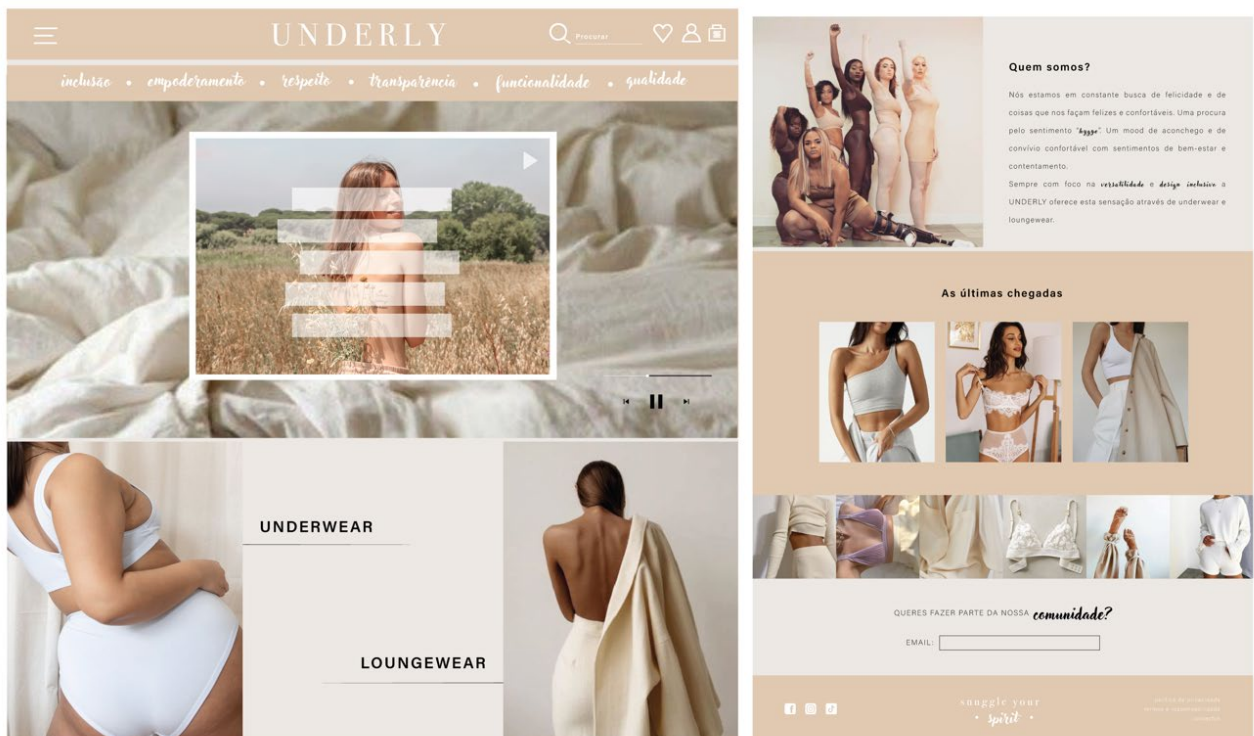 UNDERLY
Procurar
inclusão • empoderamento • respeito • transparência • funcionalidade • qualidade
UNDERWEAR
LOUNGEWEAR
Quem somos?
Nós estamos em constante busca de felicidade e de
coisas que nos façam felizes e confortáveis. Uma procura
pelo sentimento "hygge". Um mood de aconchego e de
convívio confortável com sentimentos de bem-estar e
contentamento.
Sempre com foco na versatilidade e design inclusivo a
UNDERLY oferece esta sensação através de underwear e
loungewear.
As últimas chegadas
QUERES FAZER PARTE DA NOSSA comunidade?
EMAIL:
sunggle your
• spirit •